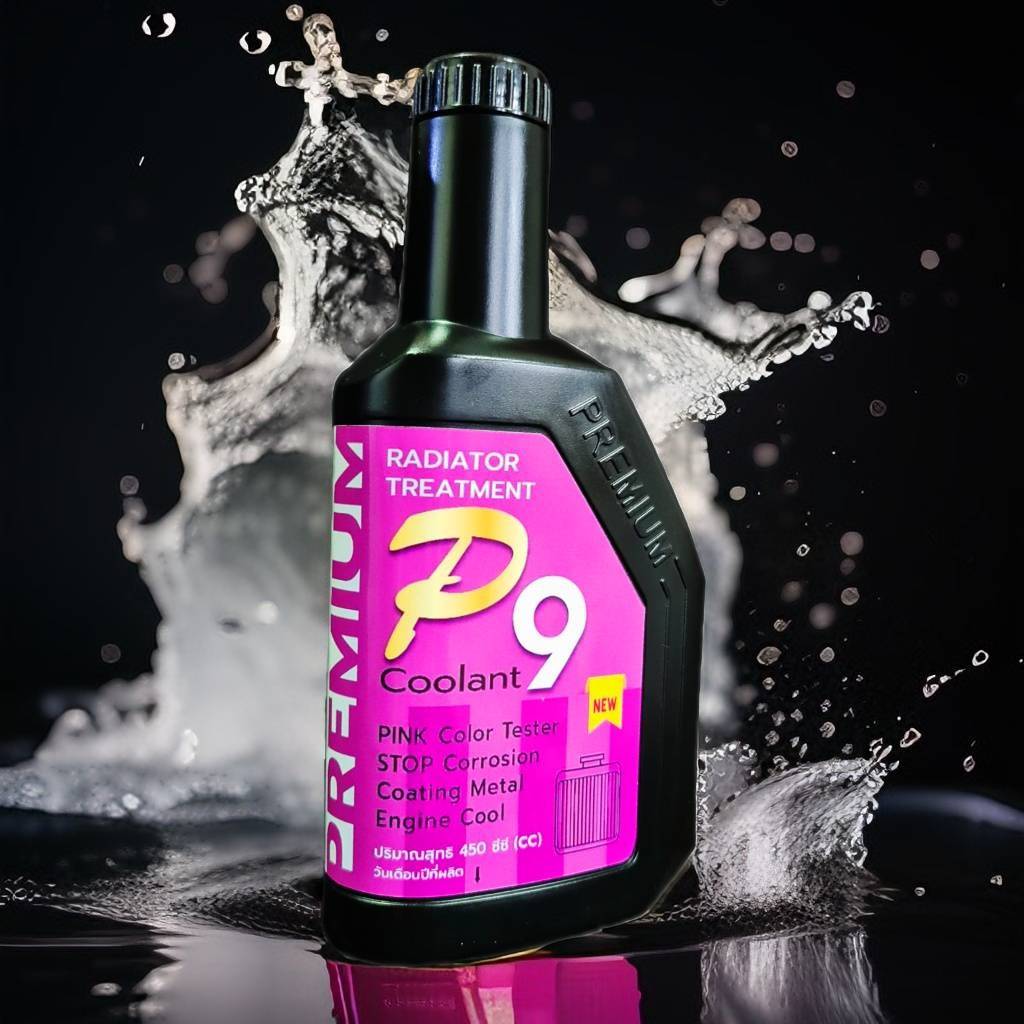 PREMIUM
PREMIUM
RADIATOR
TREATMENT
P9
Coolant
NEW
PINK Color Tester
STOP Corrosion
Coating Metal
Engine Cool
ปริมาณสุทธิ 450 ซีซี (CC)
วันเดือนปีที่ผลิต ↓